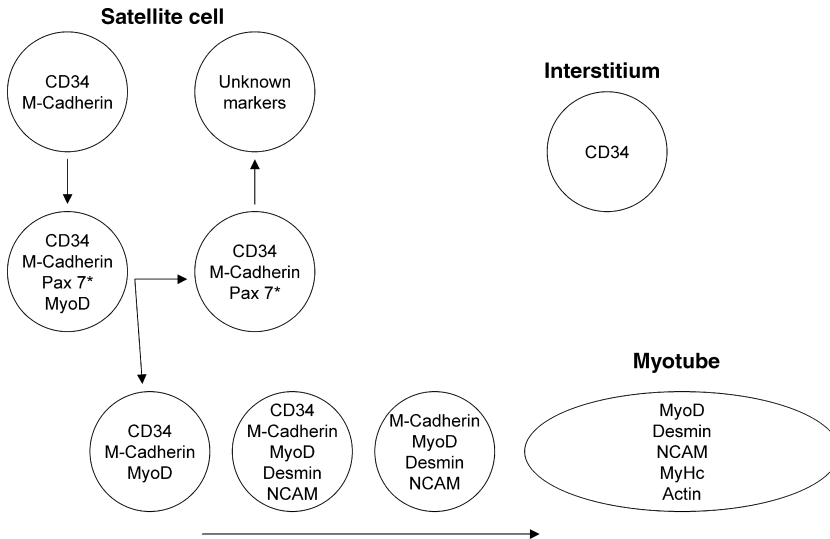 Satellite cell
CD34
M-Cadherin
Unknown
markers
Interstitium
CD34
CD34
M-Cadherin
Pax 7*
MyoD
CD34
M-Cadherin
Pax 7*
Myotube
CD34
M-Cadherin
MyoD
CD34
M-Cadherin
MyoD
Desmin
NCAM
M-Cadherin
MyoD
Desmin
NCAM
MyoD
Desmin
NCAM
MyHc
Actin